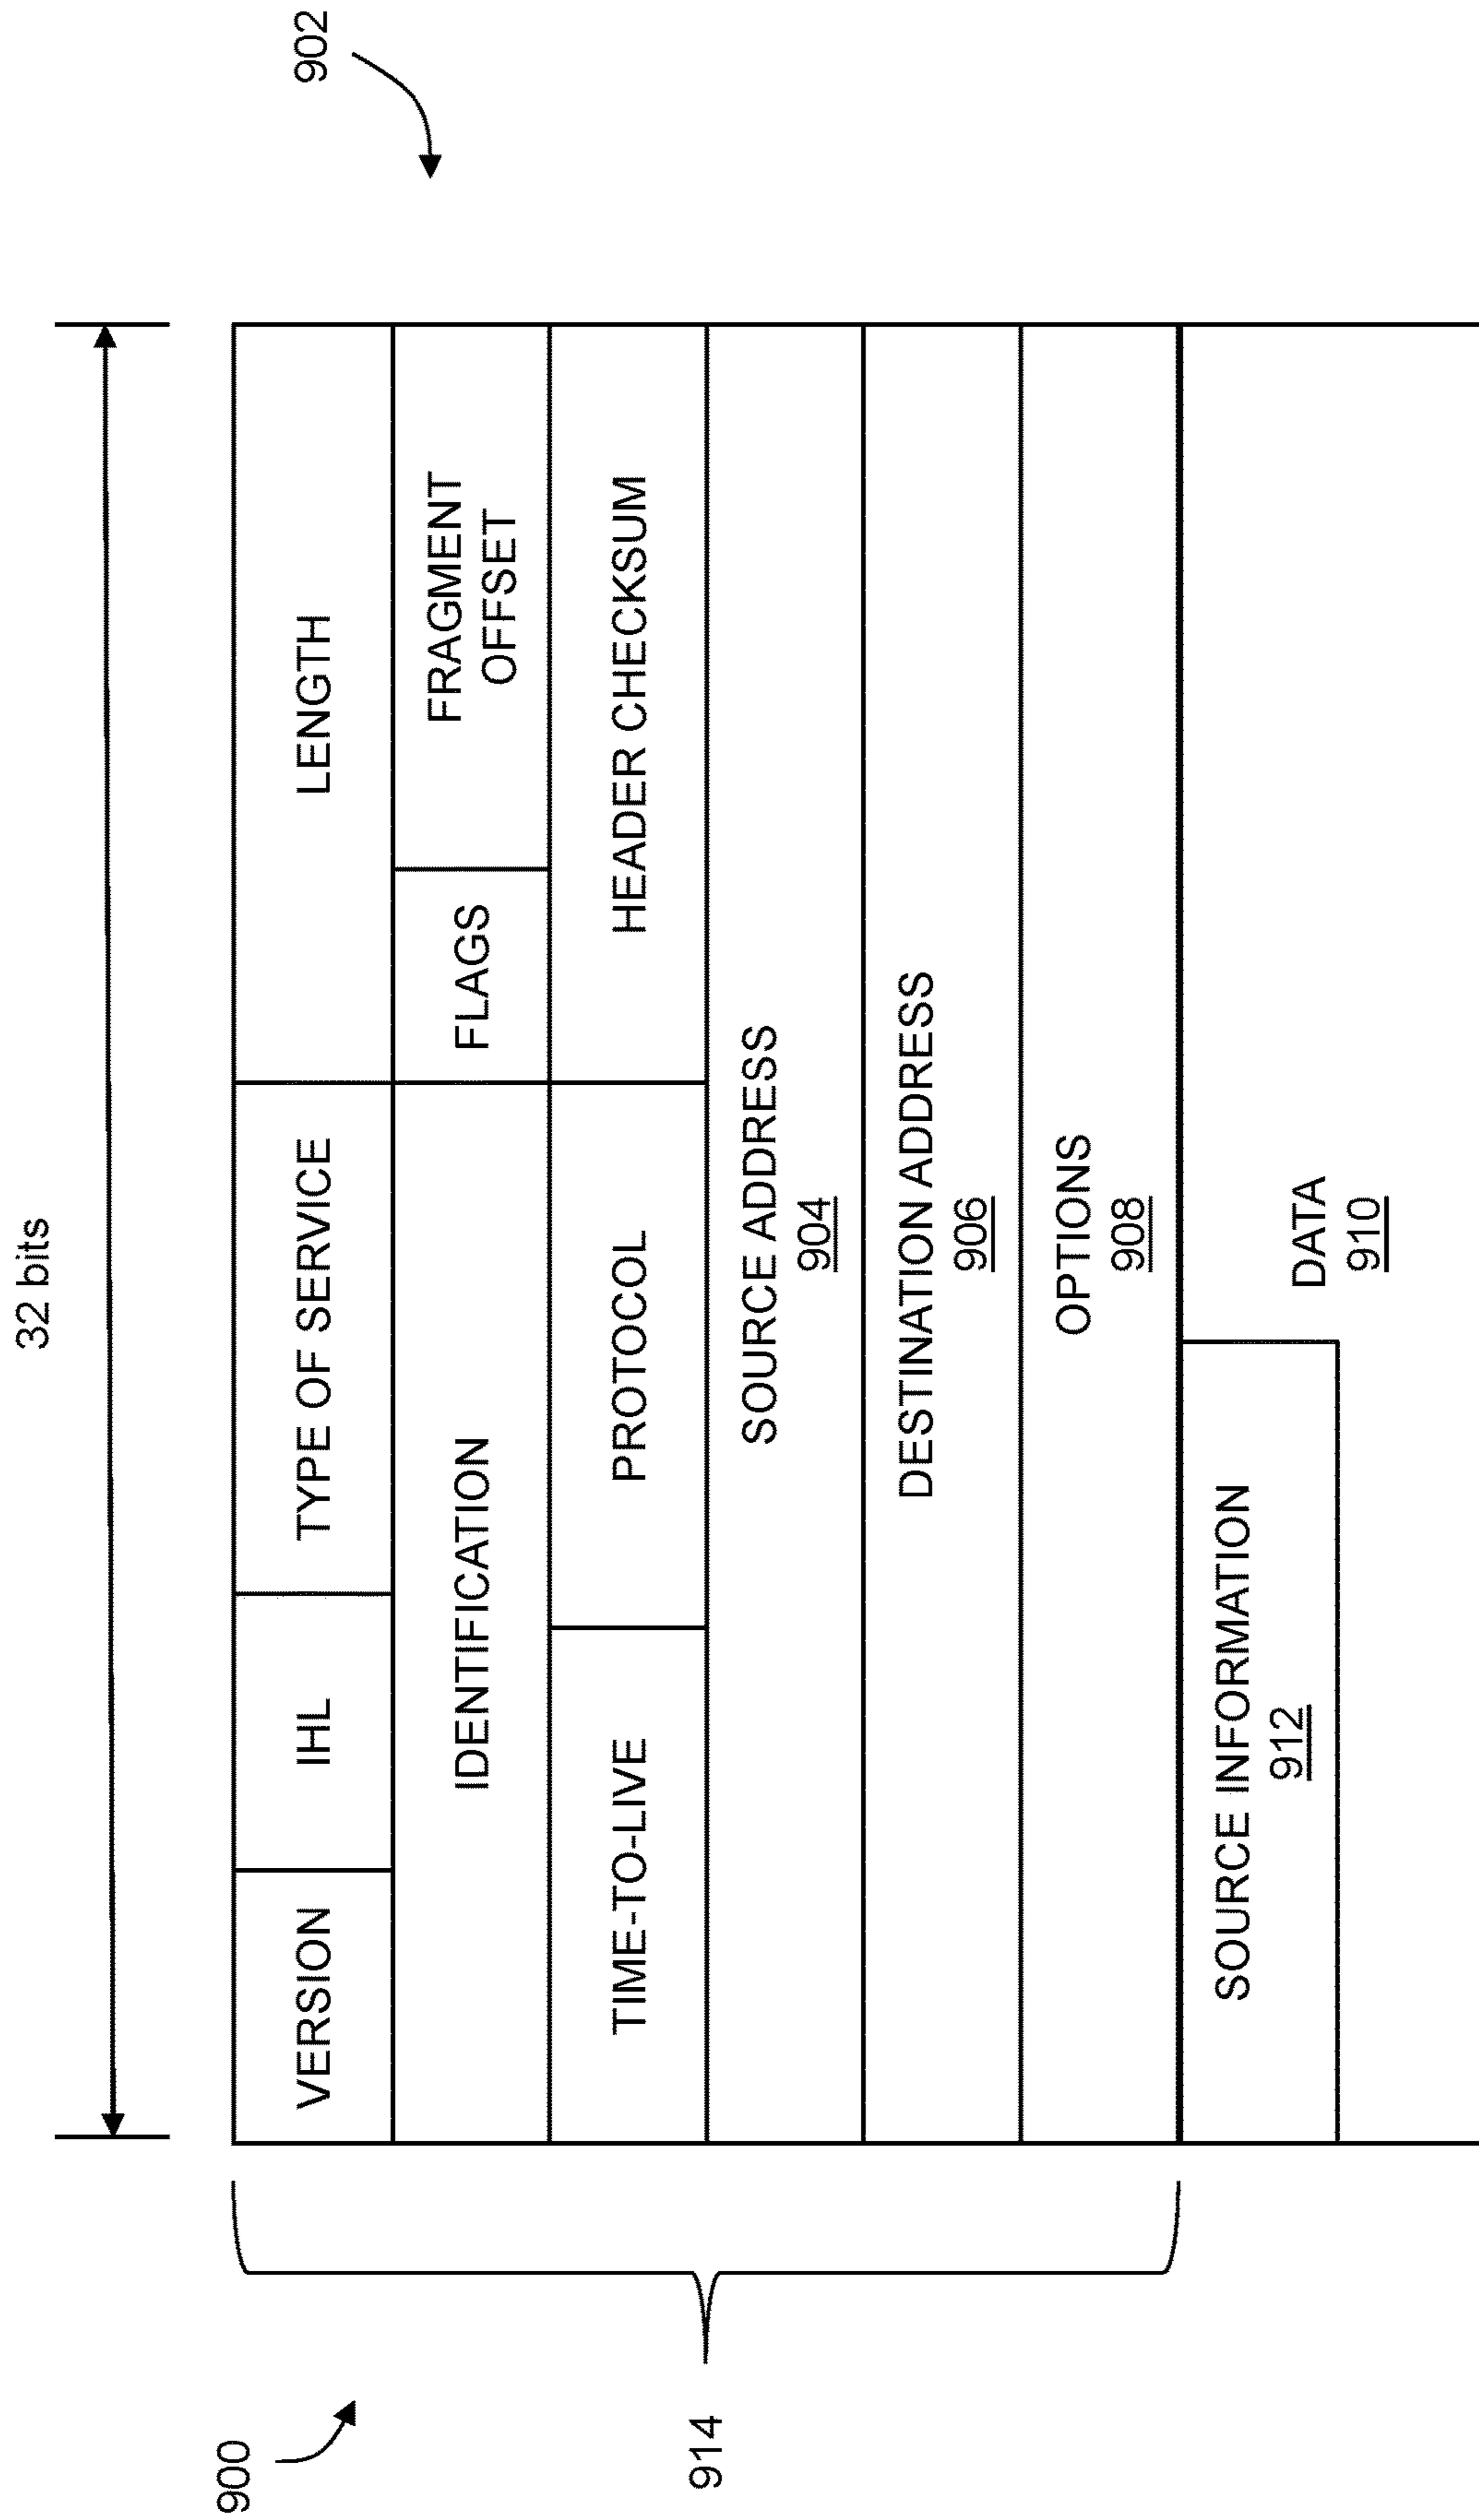 900
902
32 bits
VERSION
IHL
TYPE OF SERVICE
LENGTH
IDENTIFICATION
FLAGS
FRAGMENT
OFFSET
TIME-TO-LIVE
PROTOCOL
HEADER CHECKSUM
914
SOURCE ADDRESS
904
DESTINATION ADDRESS
906
OPTIONS
908
SOURCE INFORMATION
912
DATA
910